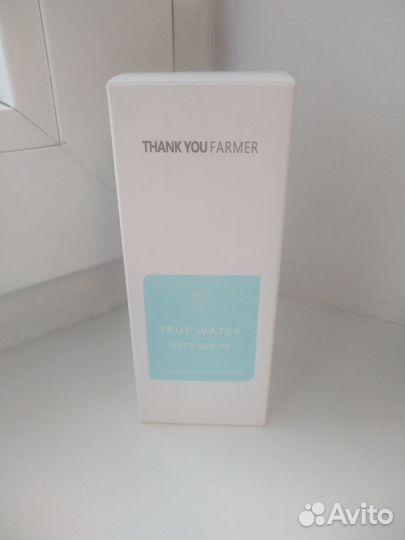 THANK YOU FARMER
TRUE WATER
DEEP SERUM
Avito